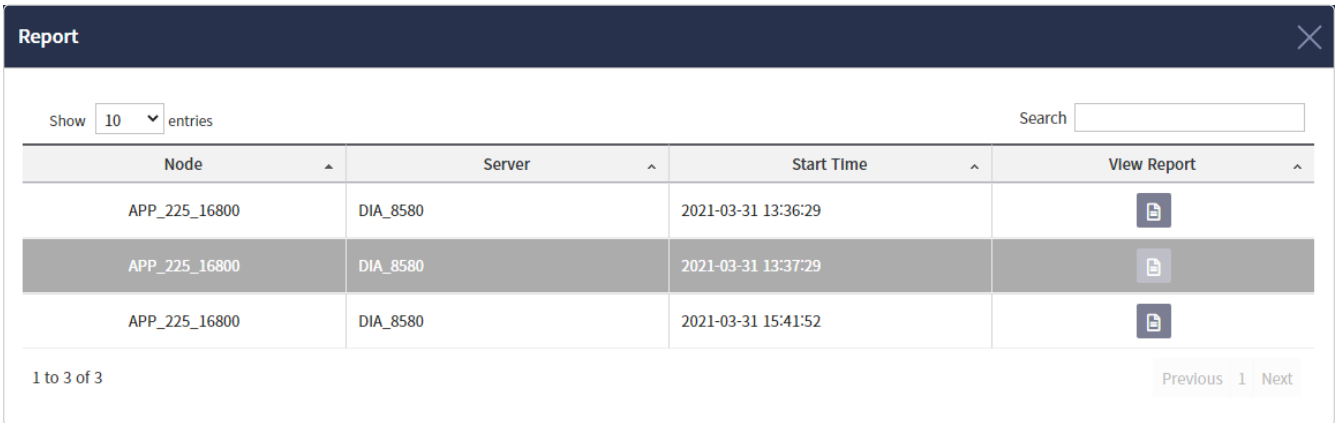 Report
Show 10 entries
Search
Node Server Start Time View Report
APP_225_16800 DIA_8580 2021-03-31 13:36:29
APP_225_16800 DIA_8580 2021-03-31 13:37:29
APP_225_16800 DIA_8580 2021-03-31 15:41:52
1 to 3 of 3
Previous 1 Next